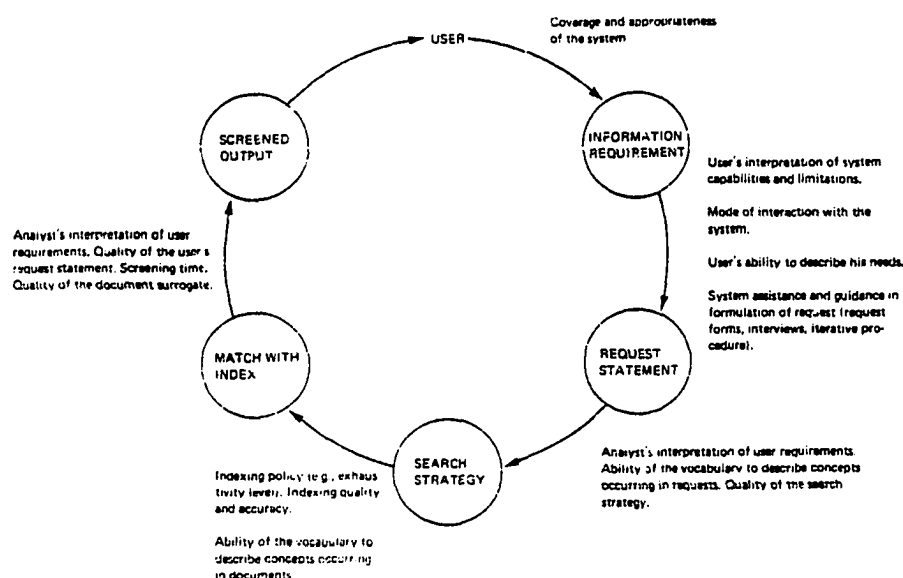 USER
Coverage and appropriateness
of the system
INFORMATION
REQUIREMENT
User's interpretation of system
capabilities and limitations.
Mode of interaction with the
system.
User's ability to describe his needs.
System assistance and guidance in
formulation of request (request
forms, interviews, iterative pro-
cedure).
REQUEST
STATEMENT
Analyst's interpretation of user requirements.
Ability of the vocabulary to describe concepts
occurring in requests. Quality of the search
strategy.
SEARCH
STRATEGY
Indexing policy (e.g., exhaus
tivity level). Indexing quality
and accuracy.
Ability of the vocabulary to
describe concepts occurring
in documents
MATCH WITH
INDEX
Analyst's interpretation of user
requirements. Quality of the user's
request statement. Screening time.
Quality of the document surrogate.
SCREENED
OUTPUT